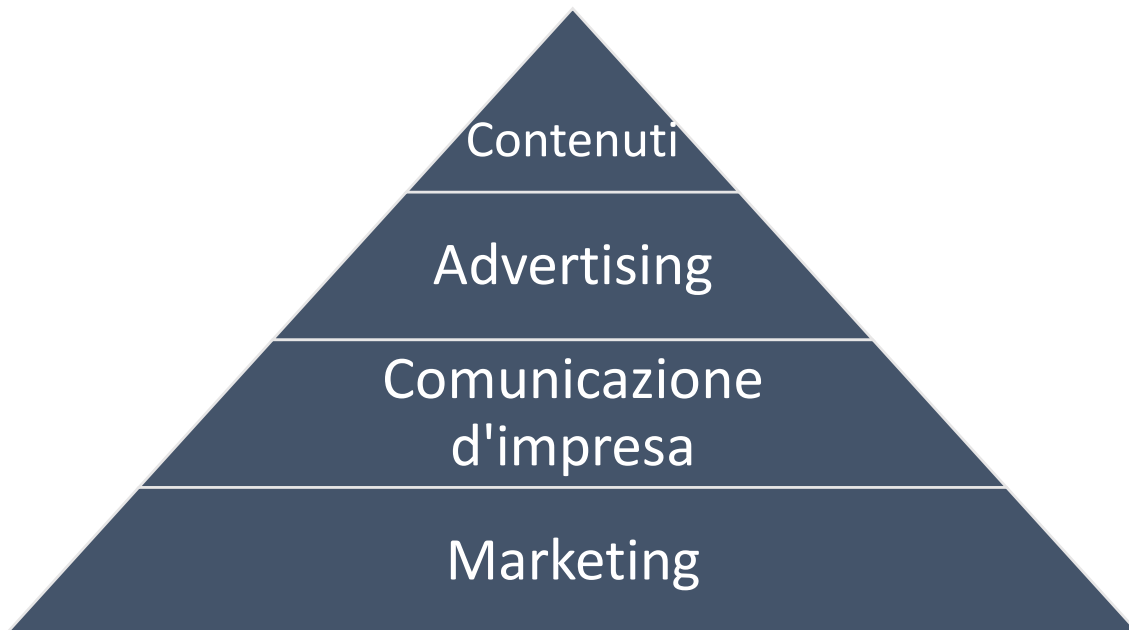 Contenuti
Advertising
Comunicazione
d'impresa
Marketing